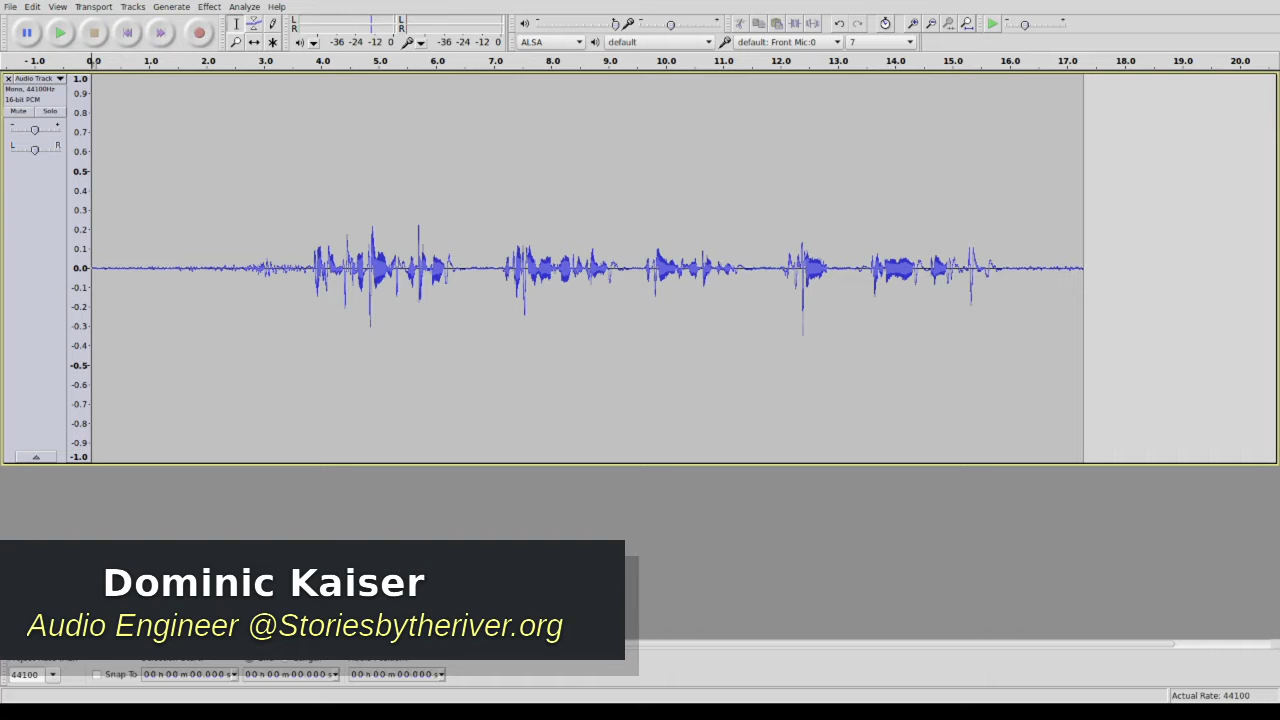 File Edit View Transport Tracks Generate Effect Analyze Help
L
R
L
R
-36 -24 -12 0
-36 -24 -12 0
ALSA
default
default: Front Mic:0
7
- 1.0 0.0 1.0 2.0 3.0 4.0 5.0 6.0 7.0 8.0 9.0 10.0 11.0 12.0 13.0 14.0 15.0 16.0 17.0 18.0 19.0 20.0
Audio Track
Mono, 44100Hz
16-bit PCM
Mute Solo
- +
L R
1.0
0.9
0.8
0.7
0.6
0.5
0.4
0.3
0.2
0.1
0.0
-0.1
-0.2
-0.3
-0.4
-0.5
-0.6
-0.7
-0.8
-0.9
-1.0
Dominic Kaiser
Audio Engineer @Storiesbytheriver.org
44100
Snap To
00 h 00 m 00.000 s
00 h 00 m 00.000 s
00 h 00 m 00.000 s
Actual Rate: 44100